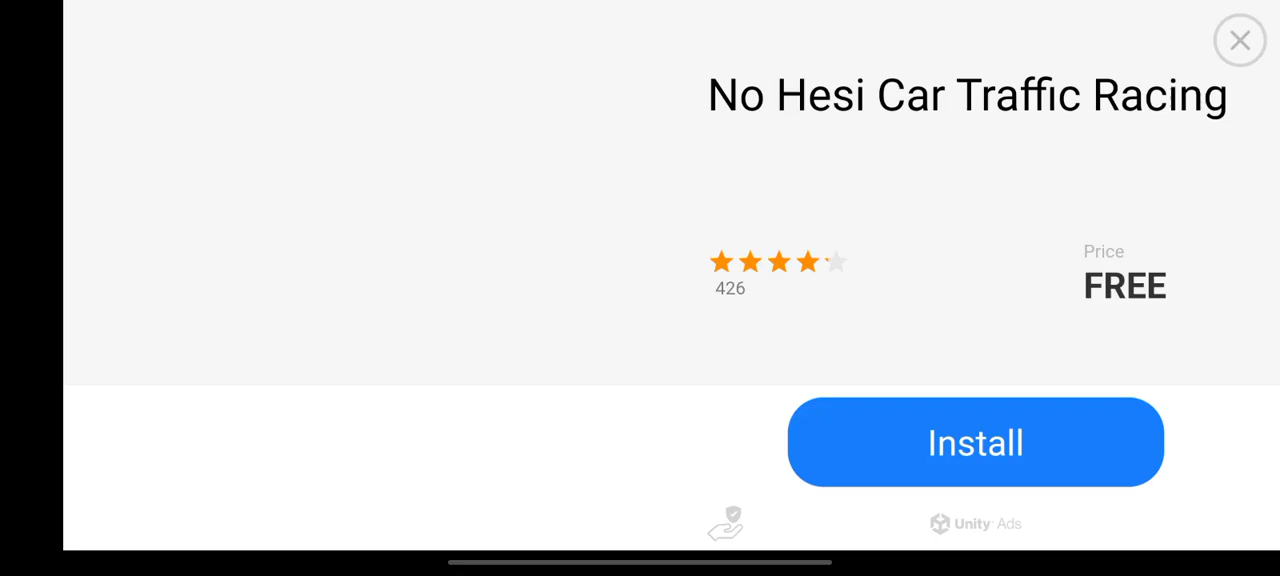 No Hesi Car Traffic Racing
426
Price
FREE
Install
Unity Ads